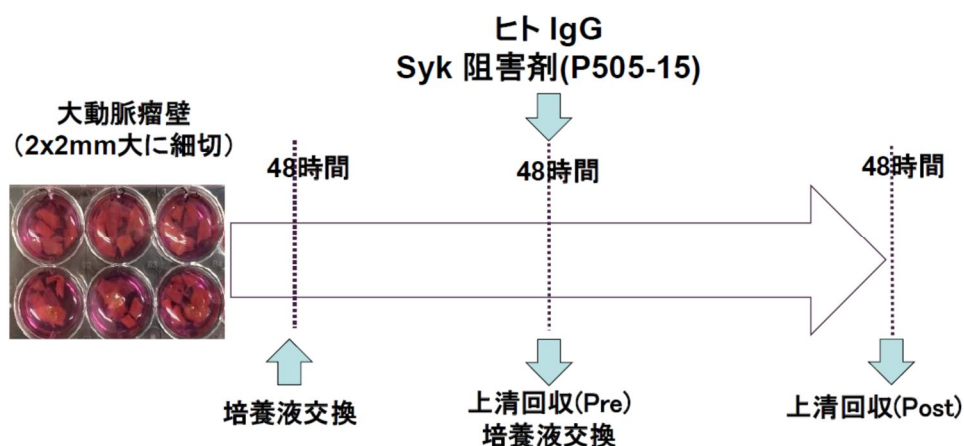 ヒト IgG
Syk 阻害剤(P505-15)
大動脈瘤壁
(2x2mm大に細切)
48時間
48時間
48時間
培養液交換
上清回収(Pre)
培養液交換
上清回収(Post)